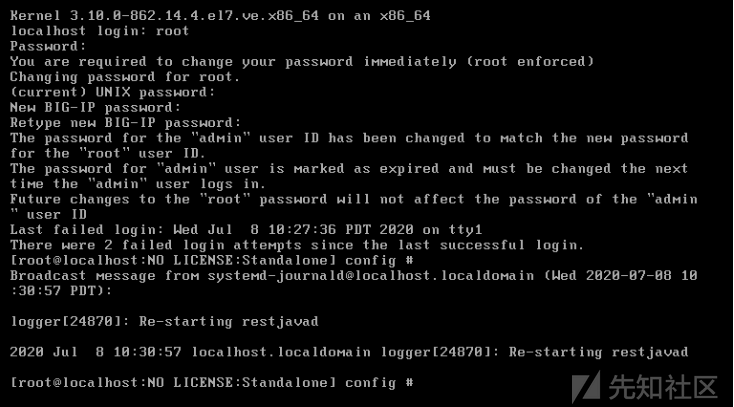 Kernel 3.10.0-862.14.4.el7.ve.x86_64 on an x86_64
localhost login: root
Password:
You are required to change your password immediately (root enforced)
Changing password for root.
(current) UNIX password:
New BIG-IP password:
Retype new BIG-IP password:
The password for the "admin" user ID has been changed to match the new password
for the "root" user ID.
The password for "admin" user is marked as expired and must be changed the next
time the "admin" user logs in.
Future changes to the "root" password will not affect the password of the "admin
" user ID
Last failed login: Wed Jul  8 10:27:36 PDT 2020 on tty1
There were 2 failed login attempts since the last successful login.
[root@localhost:NO LICENSE:Standalone] config #
Broadcast message from systemd-journald@localhost.localdomain (Wed 2020-07-08 10
:30:57 PDT):
logger[24870]: Re-starting restjavad
2020 Jul  8 10:30:57 localhost.localdomain logger[24870]: Re-starting restjavad
[root@localhost:NO LICENSE:Standalone] config #
先知社区